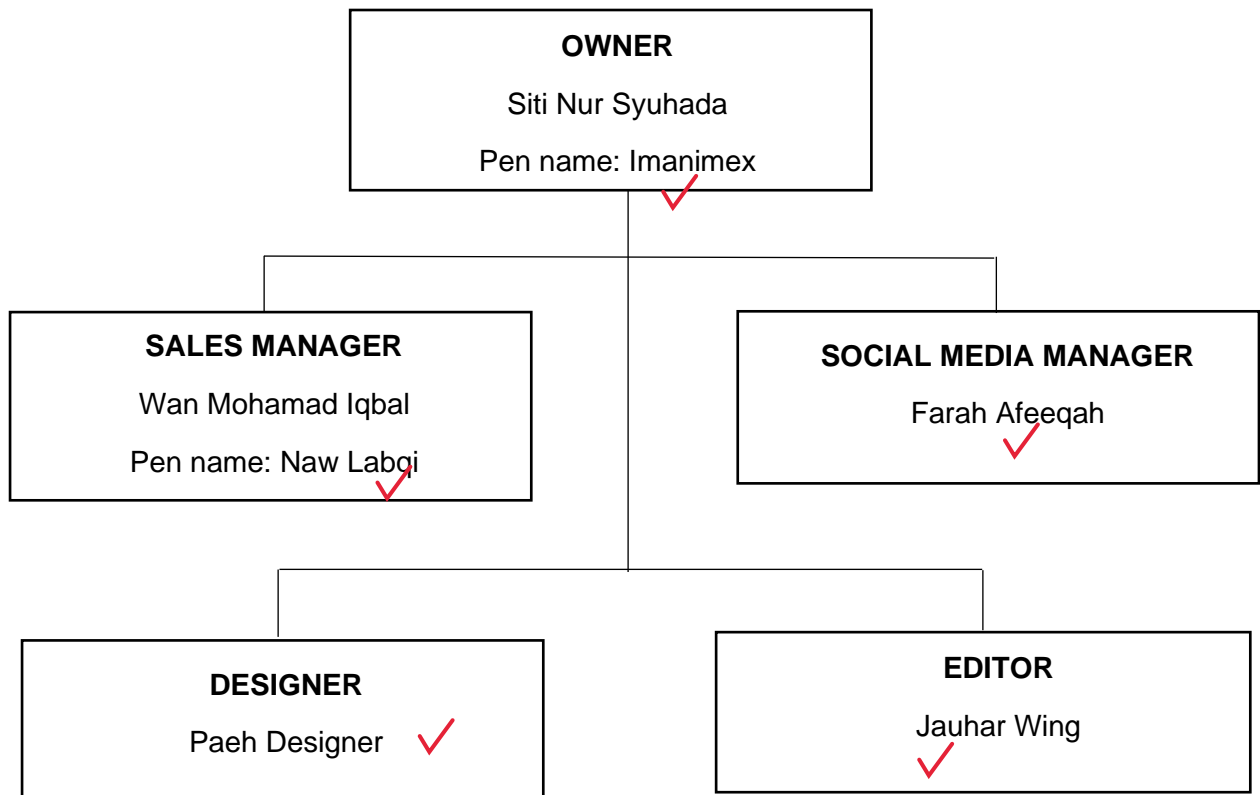 OWNER
Siti Nur Syuhada
Pen name: Imanimex
SALES MANAGER
Wan Mohamad Iqbal
Pen name: Naw Labqi
SOCIAL MEDIA MANAGER
Farah Afeeqah
DESIGNER
Paeh Designer
EDITOR
Jauhar Wing